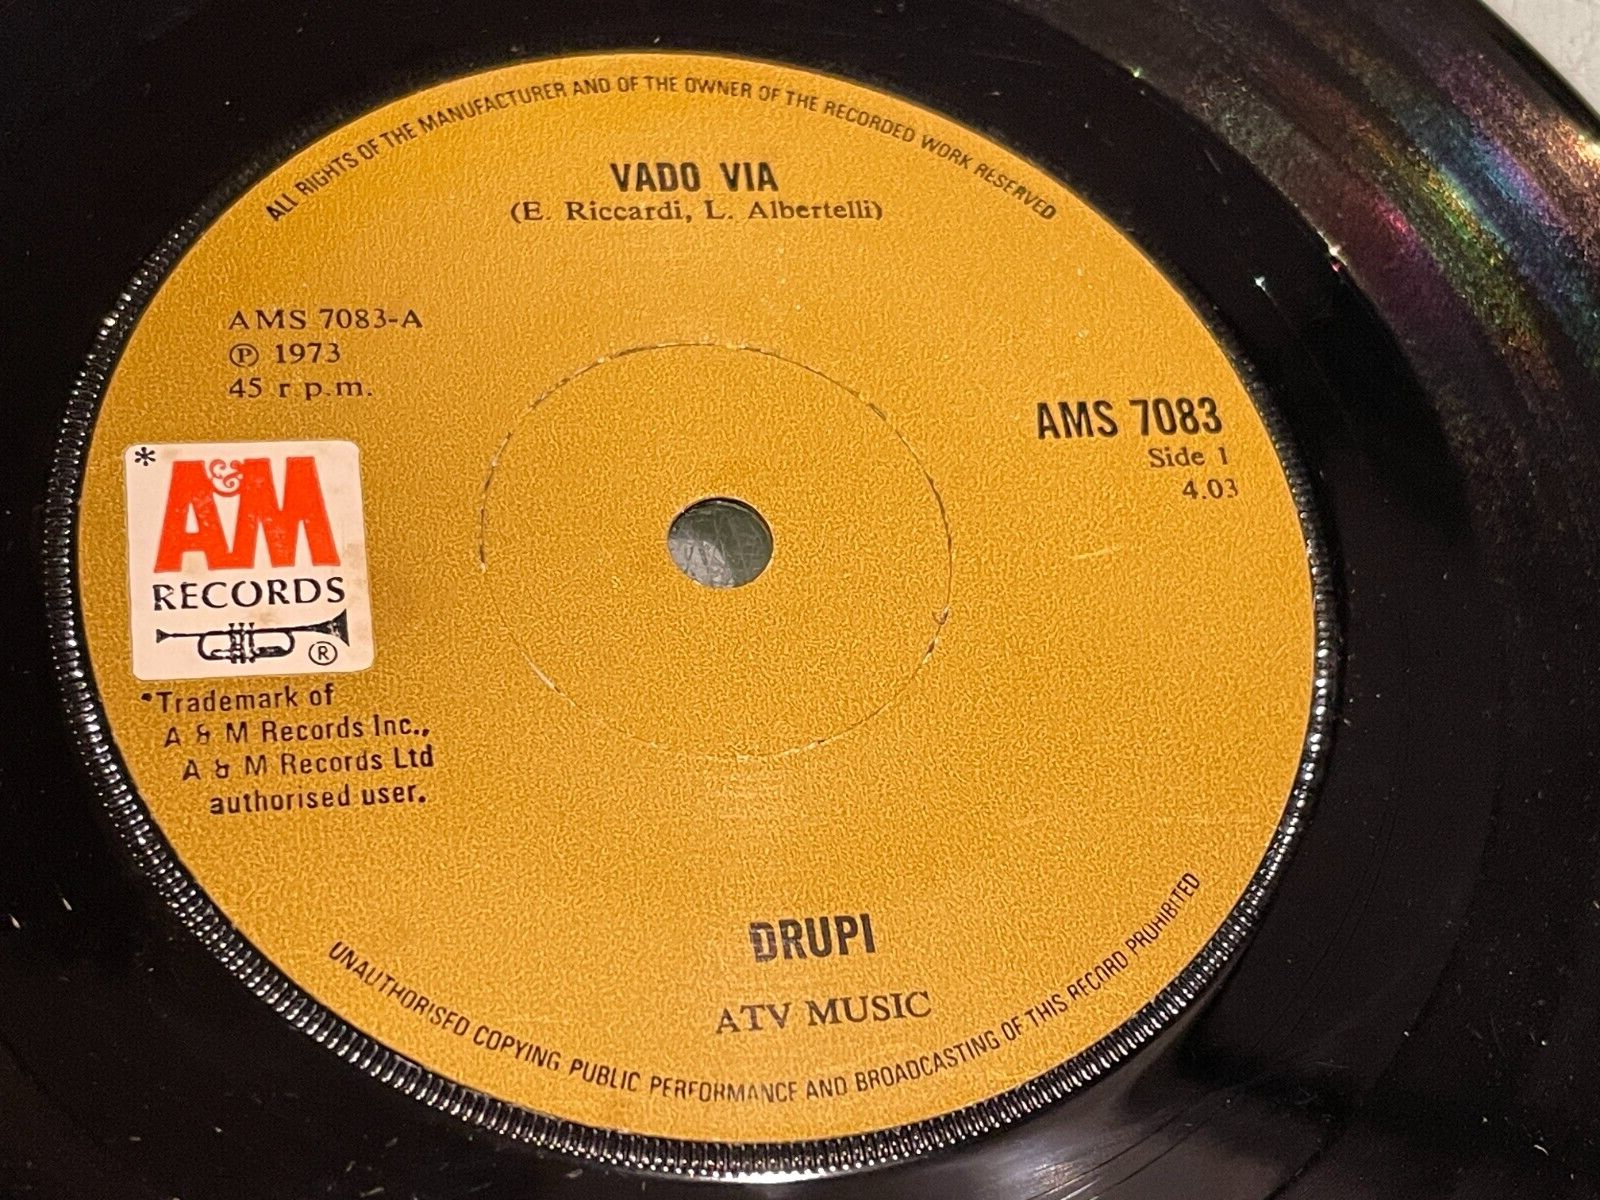 ALL RIGHTS OF THE MANUFACTURER AND OF THE OWNER OF THE RECORDED WORK RESERVED
VADO VIA
(E. Riccardi, L. Albertelli)
AMS 7083-A
℗ 1973
45 r p.m.
AMS 7083
Side 1
4.03
*
A&M
RECORDS
®
*Trademark of
A & M Records Inc.,
A & M Records Ltd
authorised user.
DRUPI
ATV MUSIC
UNAUTHORISED COPYING PUBLIC PERFORMANCE AND BROADCASTING OF THIS RECORD PROHIBITED